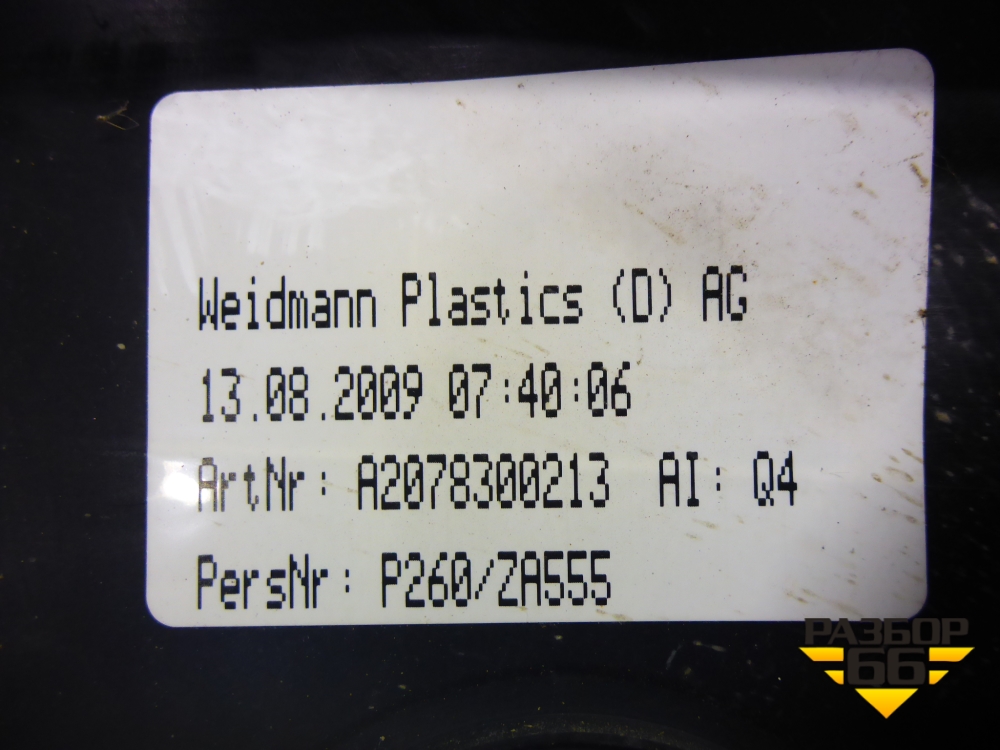 Weidmann Plastics (D) AG
13.08.2009 07:40:06
ArtNr: A2078300213 AI: Q4
PersNr: P260/ZA555
РАЗБОР
66